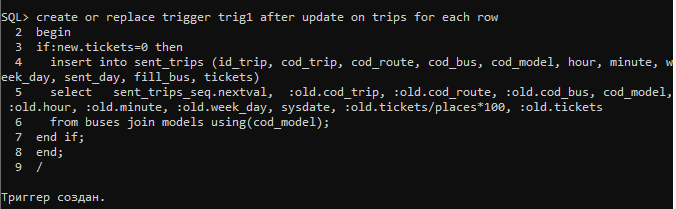 SQL> create or replace trigger trig1 after update on trips for each row
  2  begin
  3  if:new.tickets=0 then
  4    insert into sent_trips (id_trip, cod_trip, cod_route, cod_bus, cod_model, hour, minute, w
eek_day, sent_day, fill_bus, tickets)
  5    select   sent_trips_seq.nextval,  :old.cod_trip, :old.cod_route, :old.cod_bus, cod_model,
 :old.hour, :old.minute, :old.week_day, sysdate, :old.tickets/places*100, :old.tickets
  6    from buses join models using(cod_model);
  7  end if;
  8  end;
  9  /
Триггер создан.